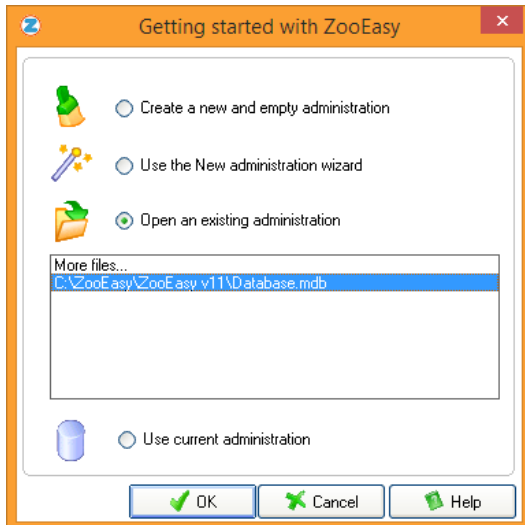 Getting started with ZooEasy
Create a new and empty administration
Use the New administration wizard
Open an existing administration
More files...
C:\ZooEasy\ZooEasy v11\Database.mdb
Use current administration
OK Cancel Help